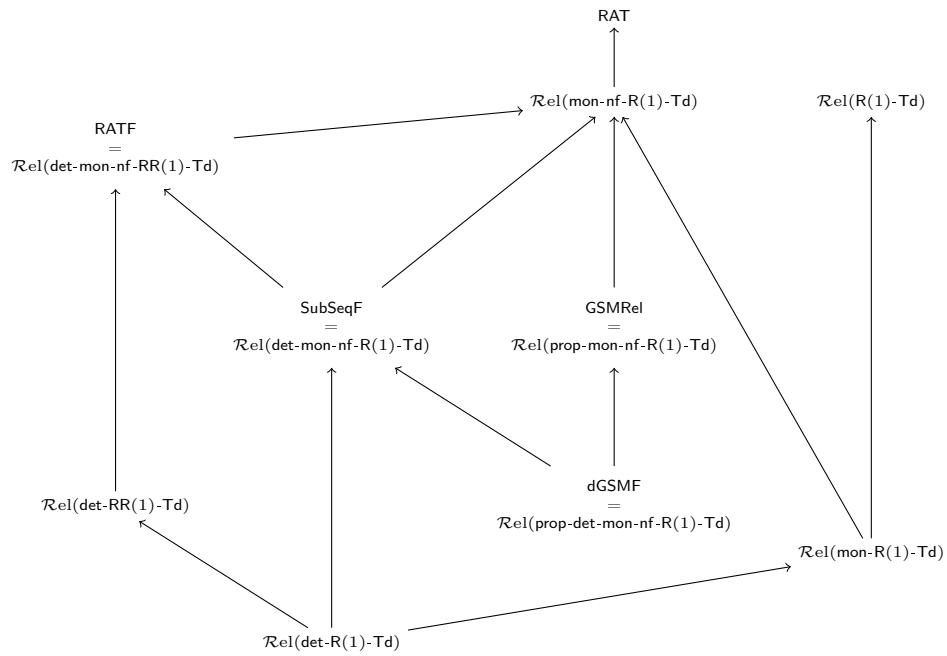 RAT
ℛel(mon-nf-R(1)-Td)
ℛel(R(1)-Td)
RATF
=
ℛel(det-mon-nf-RR(1)-Td)
SubSeqF
=
ℛel(det-mon-nf-R(1)-Td)
GSMRel
=
ℛel(prop-mon-nf-R(1)-Td)
dGSMF
=
ℛel(prop-det-mon-nf-R(1)-Td)
ℛel(det-RR(1)-Td)
ℛel(mon-R(1)-Td)
ℛel(det-R(1)-Td)